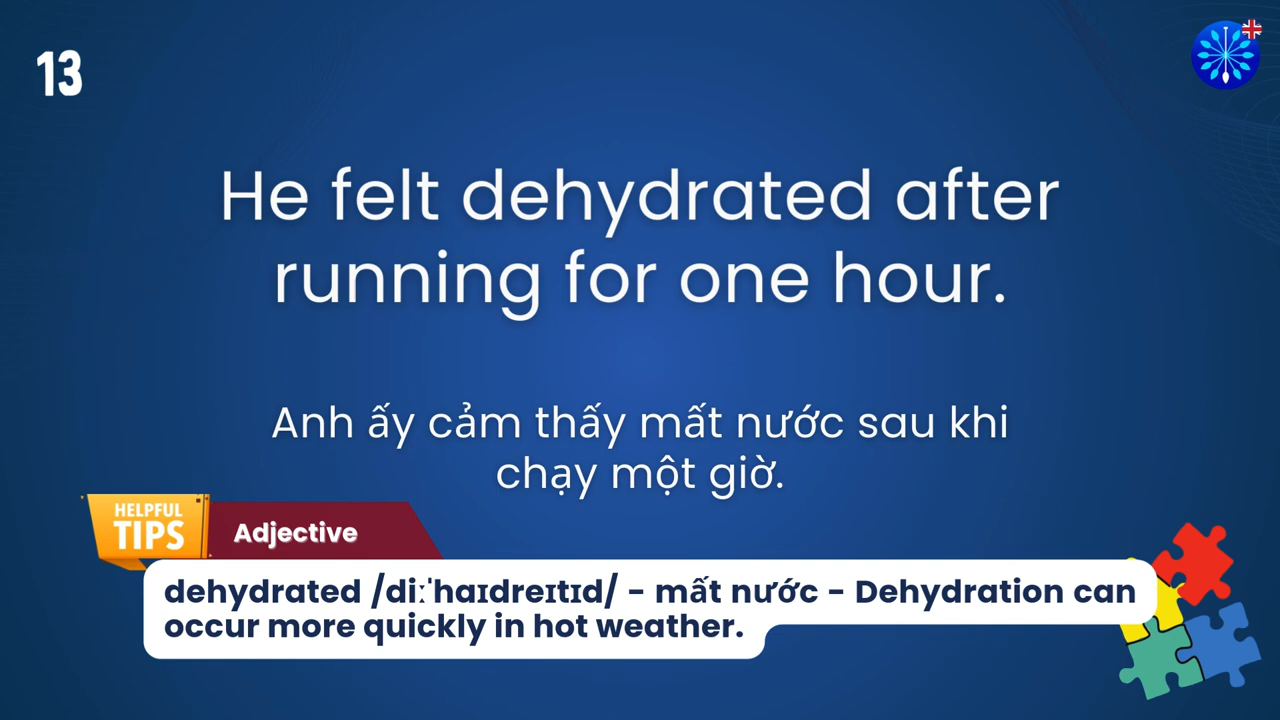 13
He felt dehydrated after
running for one hour.
Anh ấy cảm thấy mất nước sau khi
chạy một giờ.
HELPFUL
TIPS
Adjective
dehydrated /diːˈhaɪdreɪtɪd/ - mất nước - Dehydration can
occur more quickly in hot weather.